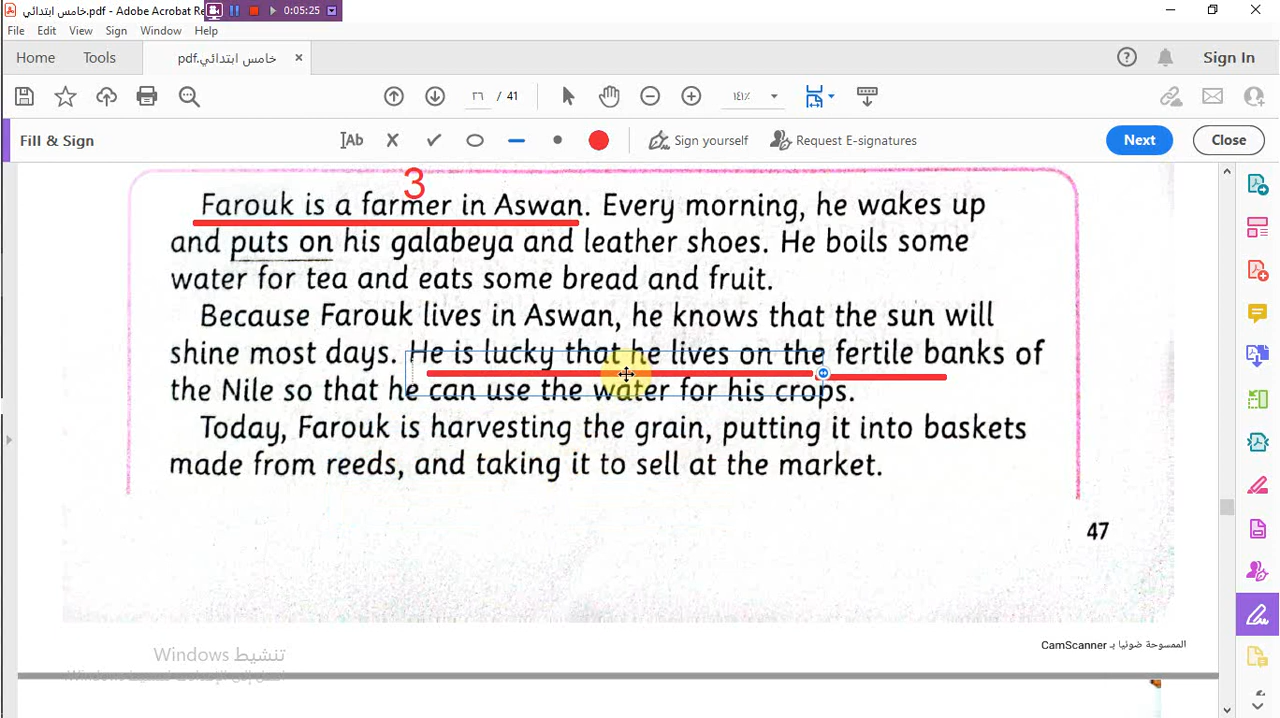 خامس ابتدائي.pdf - Adobe Acrobat Re
0:05:25
File Edit View Sign Window Help
Home Tools خامس ابتدائي.pdf × Sign In
٢٦ / 41 ١٤١٪
Fill & Sign Ab Sign yourself Request E-signatures Next Close
3
Farouk is a farmer in Aswan. Every morning, he wakes up
and puts on his galabeya and leather shoes. He boils some
water for tea and eats some bread and fruit.
Because Farouk lives in Aswan, he knows that the sun will
shine most days. He is lucky that he lives on the fertile banks of
the Nile so that he can use the water for his crops.
Today, Farouk is harvesting the grain, putting it into baskets
made from reeds, and taking it to sell at the market.
47
الممسوحة ضوئيا بـ CamScanner
تنشيط Windows